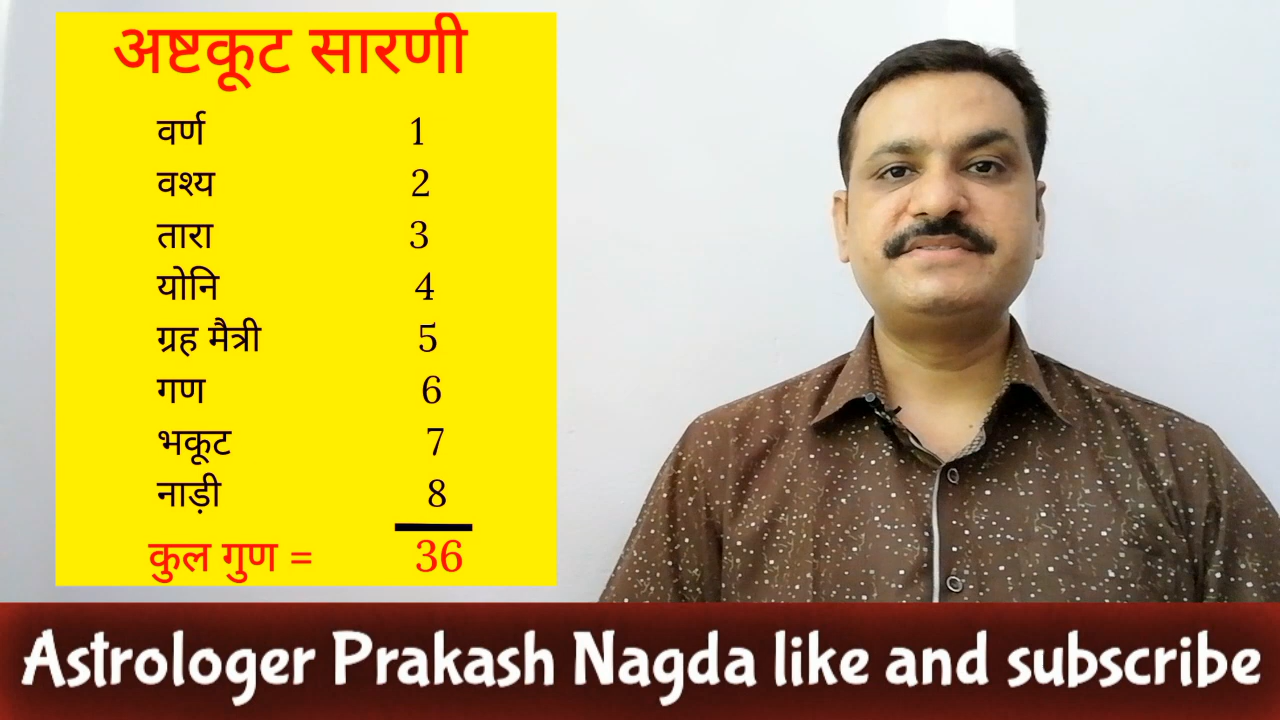 अष्टकूट सारणी
वर्ण 1
वश्य 2
तारा 3
योनि 4
ग्रह मैत्री 5
गण 6
भकूट 7
नाड़ी 8
कुल गुण = 36
Astrologer Prakash Nagda like and subscribe